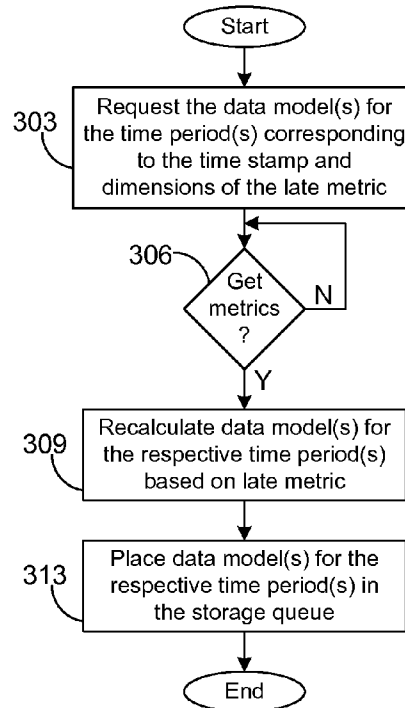 Start
303
Request the data model(s) for
the time period(s) corresponding
to the time stamp and
dimensions of the late metric
306
Get
metrics
?
N
Y
309
Recalculate data model(s) for
the respective time period(s)
based on late metric
313
Place data model(s) for the
respective time period(s) in
the storage queue
End